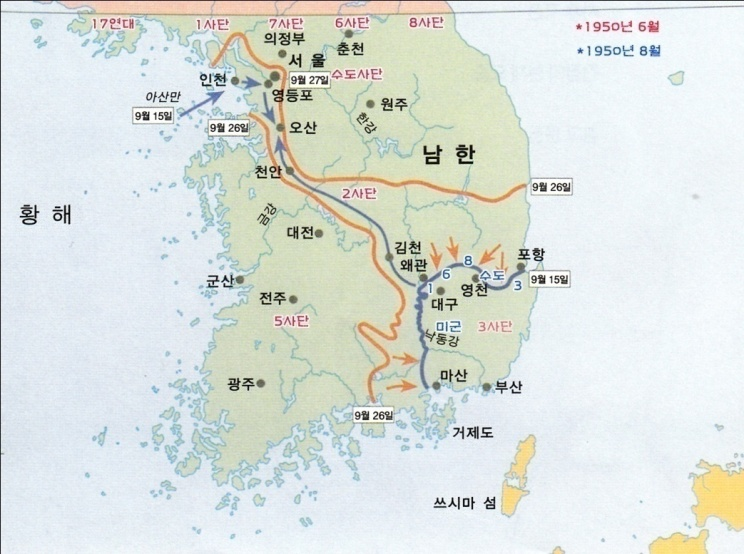 17연대
1사단
7사단
6사단
8사단
*1950년 6월
*1950년 8월
의정부
춘천
서울
인천
9월 27일
수도사단
영등포
아산만
9월 15일
9월 26일
원주
한강
오산
남한
천안
2사단
9월 26일
황해
금강
대전
김천
왜관
포항
군산
6
8
수도
1
영천
3
9월 15일
대구
전주
5사단
미군
3사단
낙동강
광주
마산
부산
9월 26일
거제도
쓰시마 섬